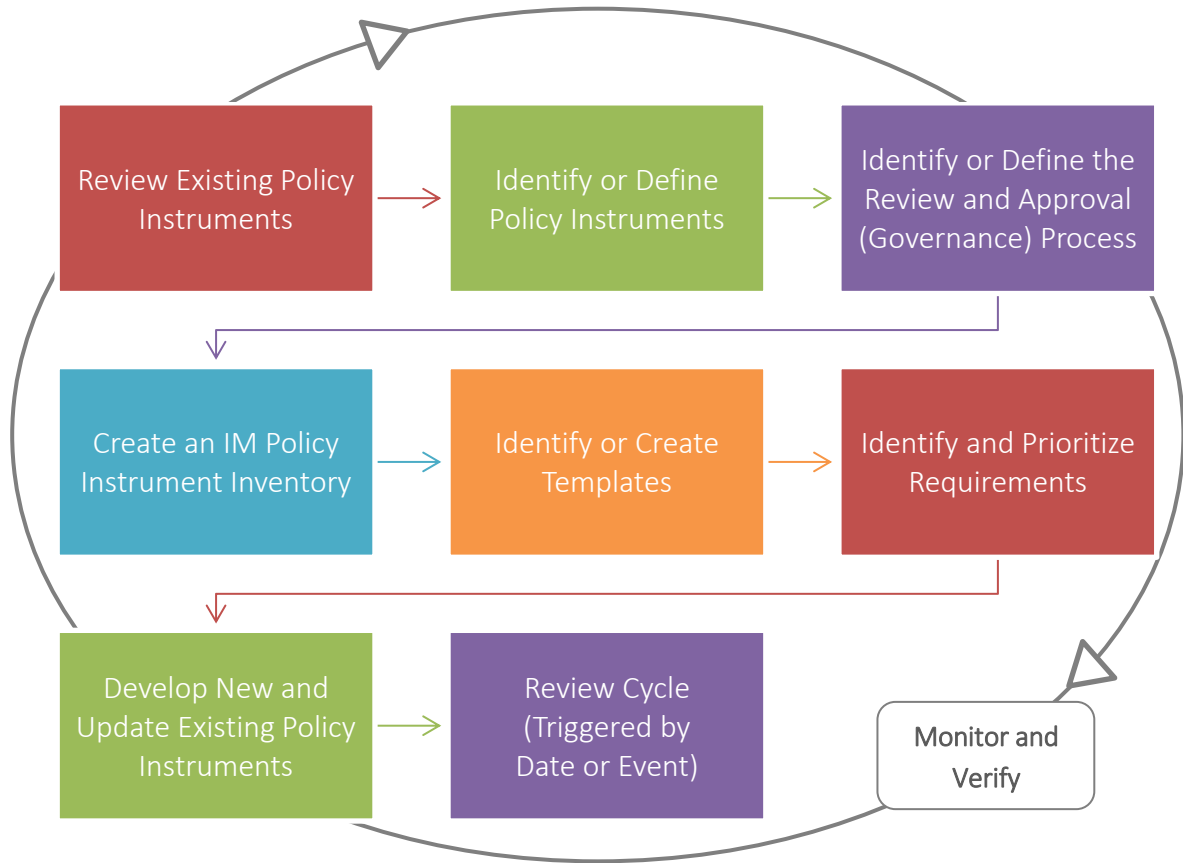 Review Existing Policy
Instruments
Identify or Define
Policy Instruments
Identify or Define the
Review and Approval
(Governance) Process
Create an IM Policy
Instrument Inventory
Identify or Create
Templates
Identify and Prioritize
Requirements
Develop New and
Update Existing Policy
Instruments
Review Cycle
(Triggered by
Date or Event)
Monitor and
Verify